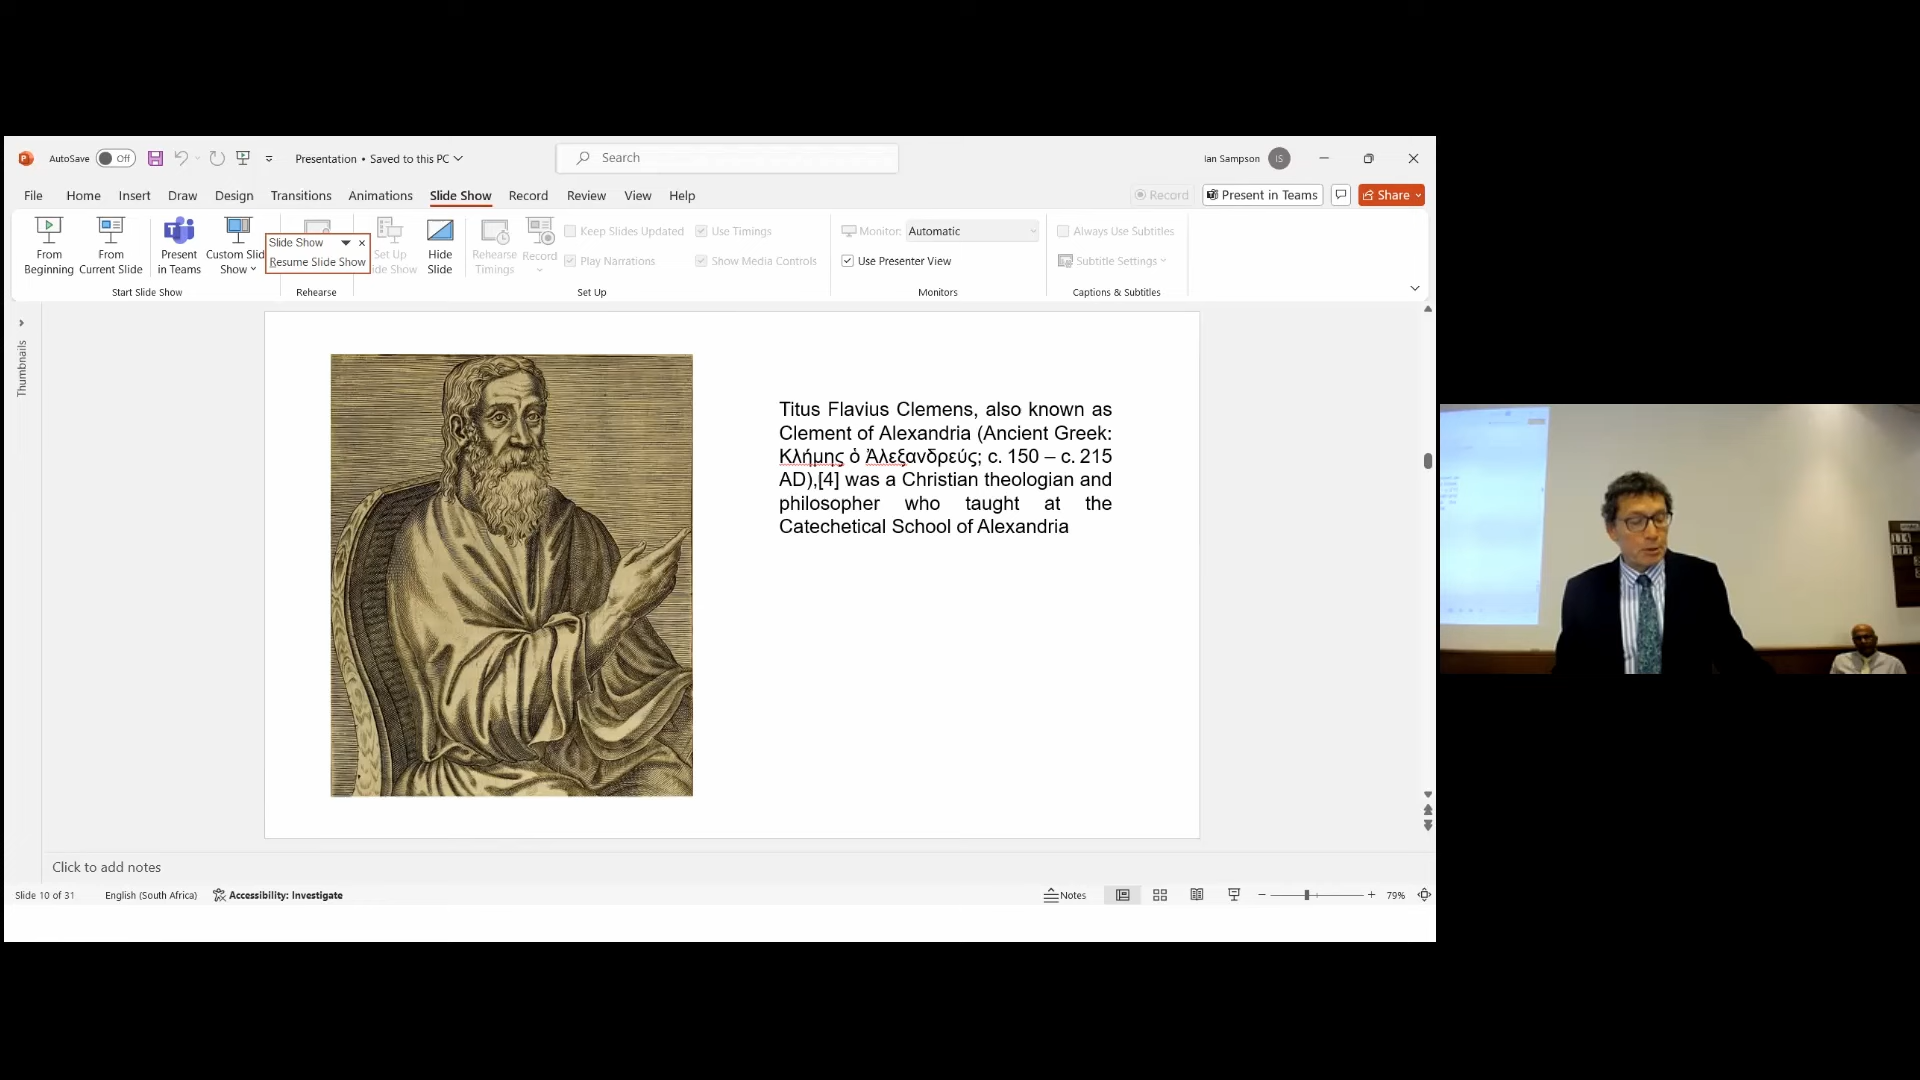 AutoSave Off Presentation • Saved to this PC Search Ian Sampson IS
File Home Insert Draw Design Transitions Animations Slide Show Record Review View Help Record Present in Teams Share
From Beginning
From Current Slide
Present in Teams
Custom Slid Show
Slide Show
Resume Slide Show
Set Up ide Show
Hide Slide
Rehearse Timings
Record
Keep Slides Updated
Use Timings
Play Narrations
Show Media Controls
Monitor: Automatic
Use Presenter View
Always Use Subtitles
Subtitle Settings
Start Slide Show Rehearse Set Up Monitors Captions & Subtitles
Thumbnails
Titus Flavius Clemens, also known as
Clement of Alexandria (Ancient Greek:
Κλήμης ὁ Ἀλεξανδρεύς; c. 150 – c. 215
AD),[4] was a Christian theologian and
philosopher who taught at the
Catechetical School of Alexandria
Click to add notes
Slide 10 of 31 English (South Africa) Accessibility: Investigate Notes 79%